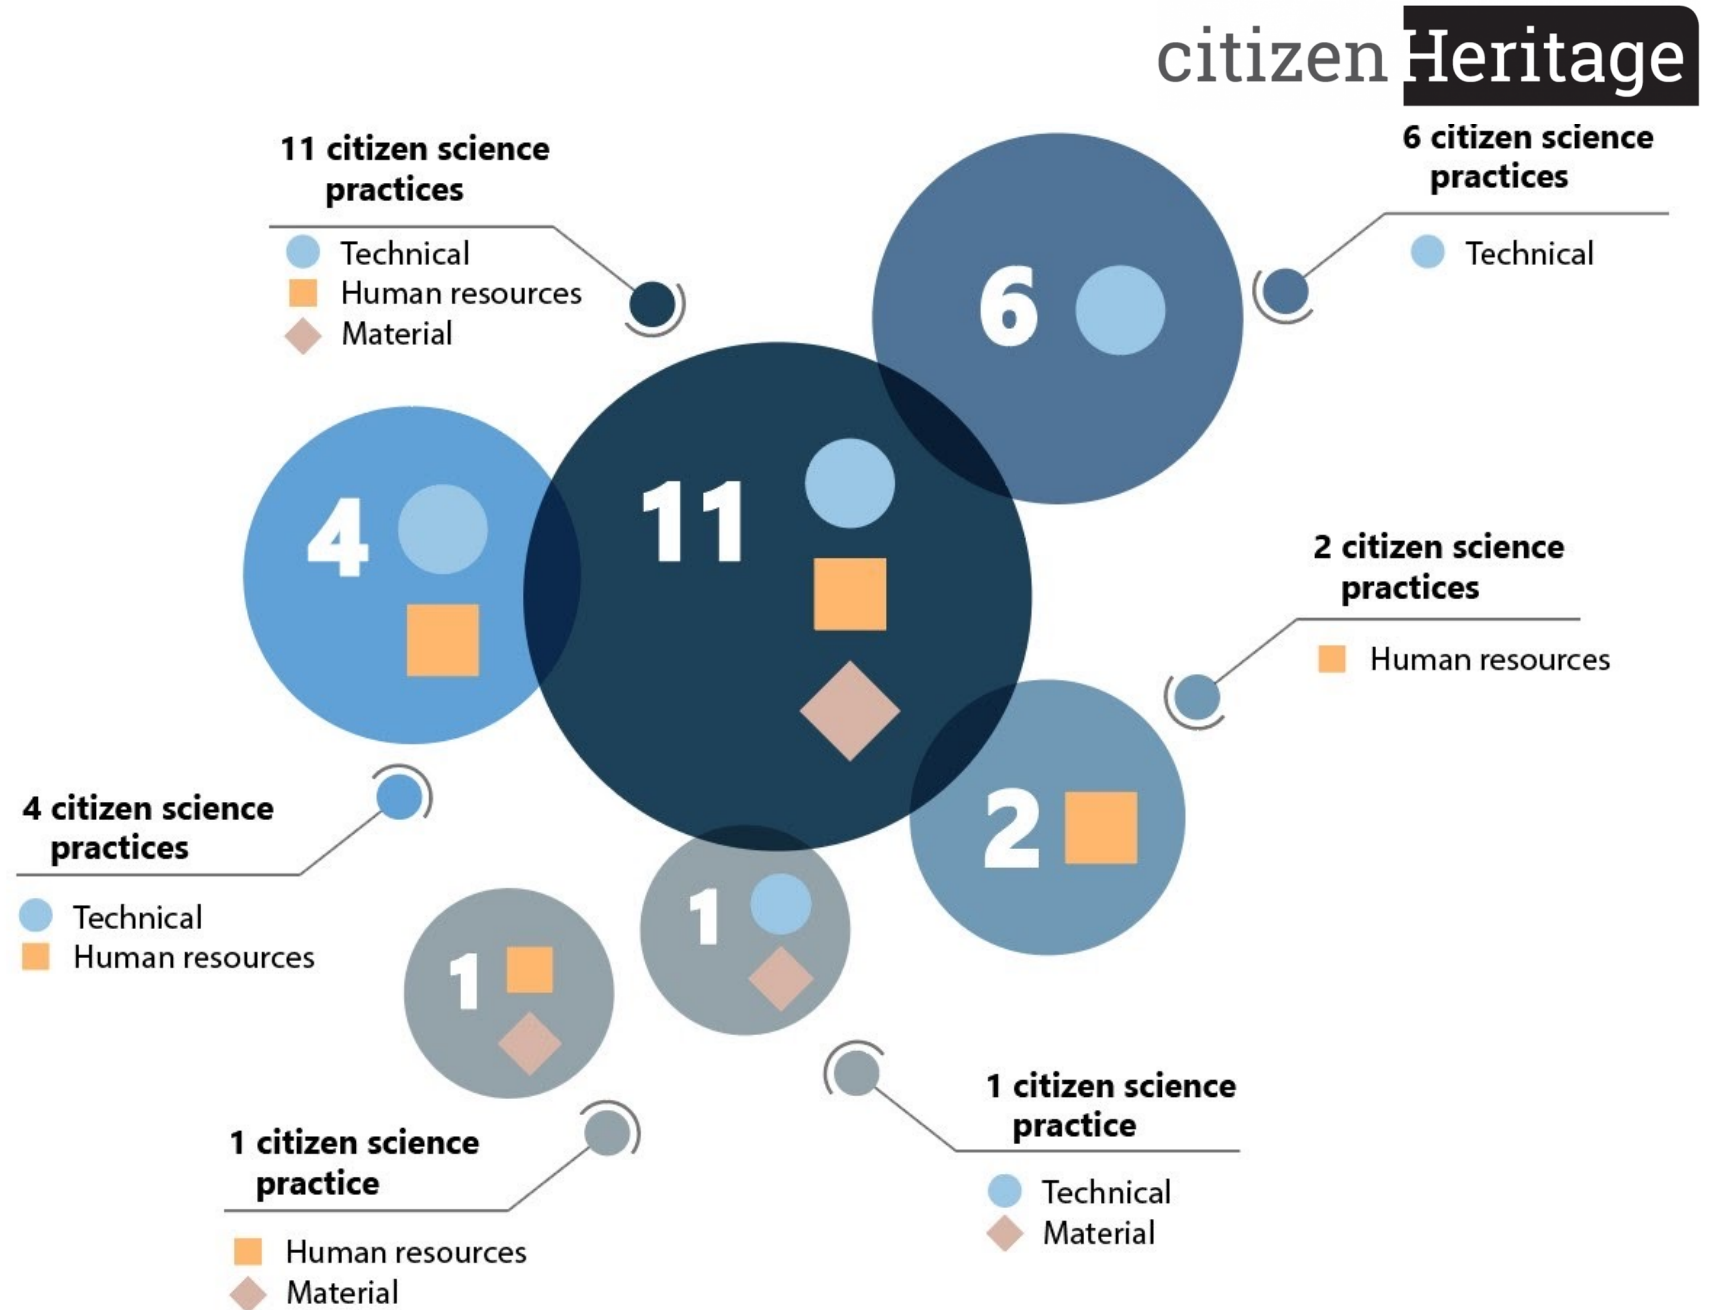 citizen Heritage
11 citizen science
practices
Technical
Human resources
Material
6 citizen science
practices
Technical
6
4
11
2 citizen science
practices
Human resources
2
4 citizen science
practices
Technical
Human resources
1
1
1 citizen science
practice
Technical
Material
1 citizen science
practice
Human resources
Material